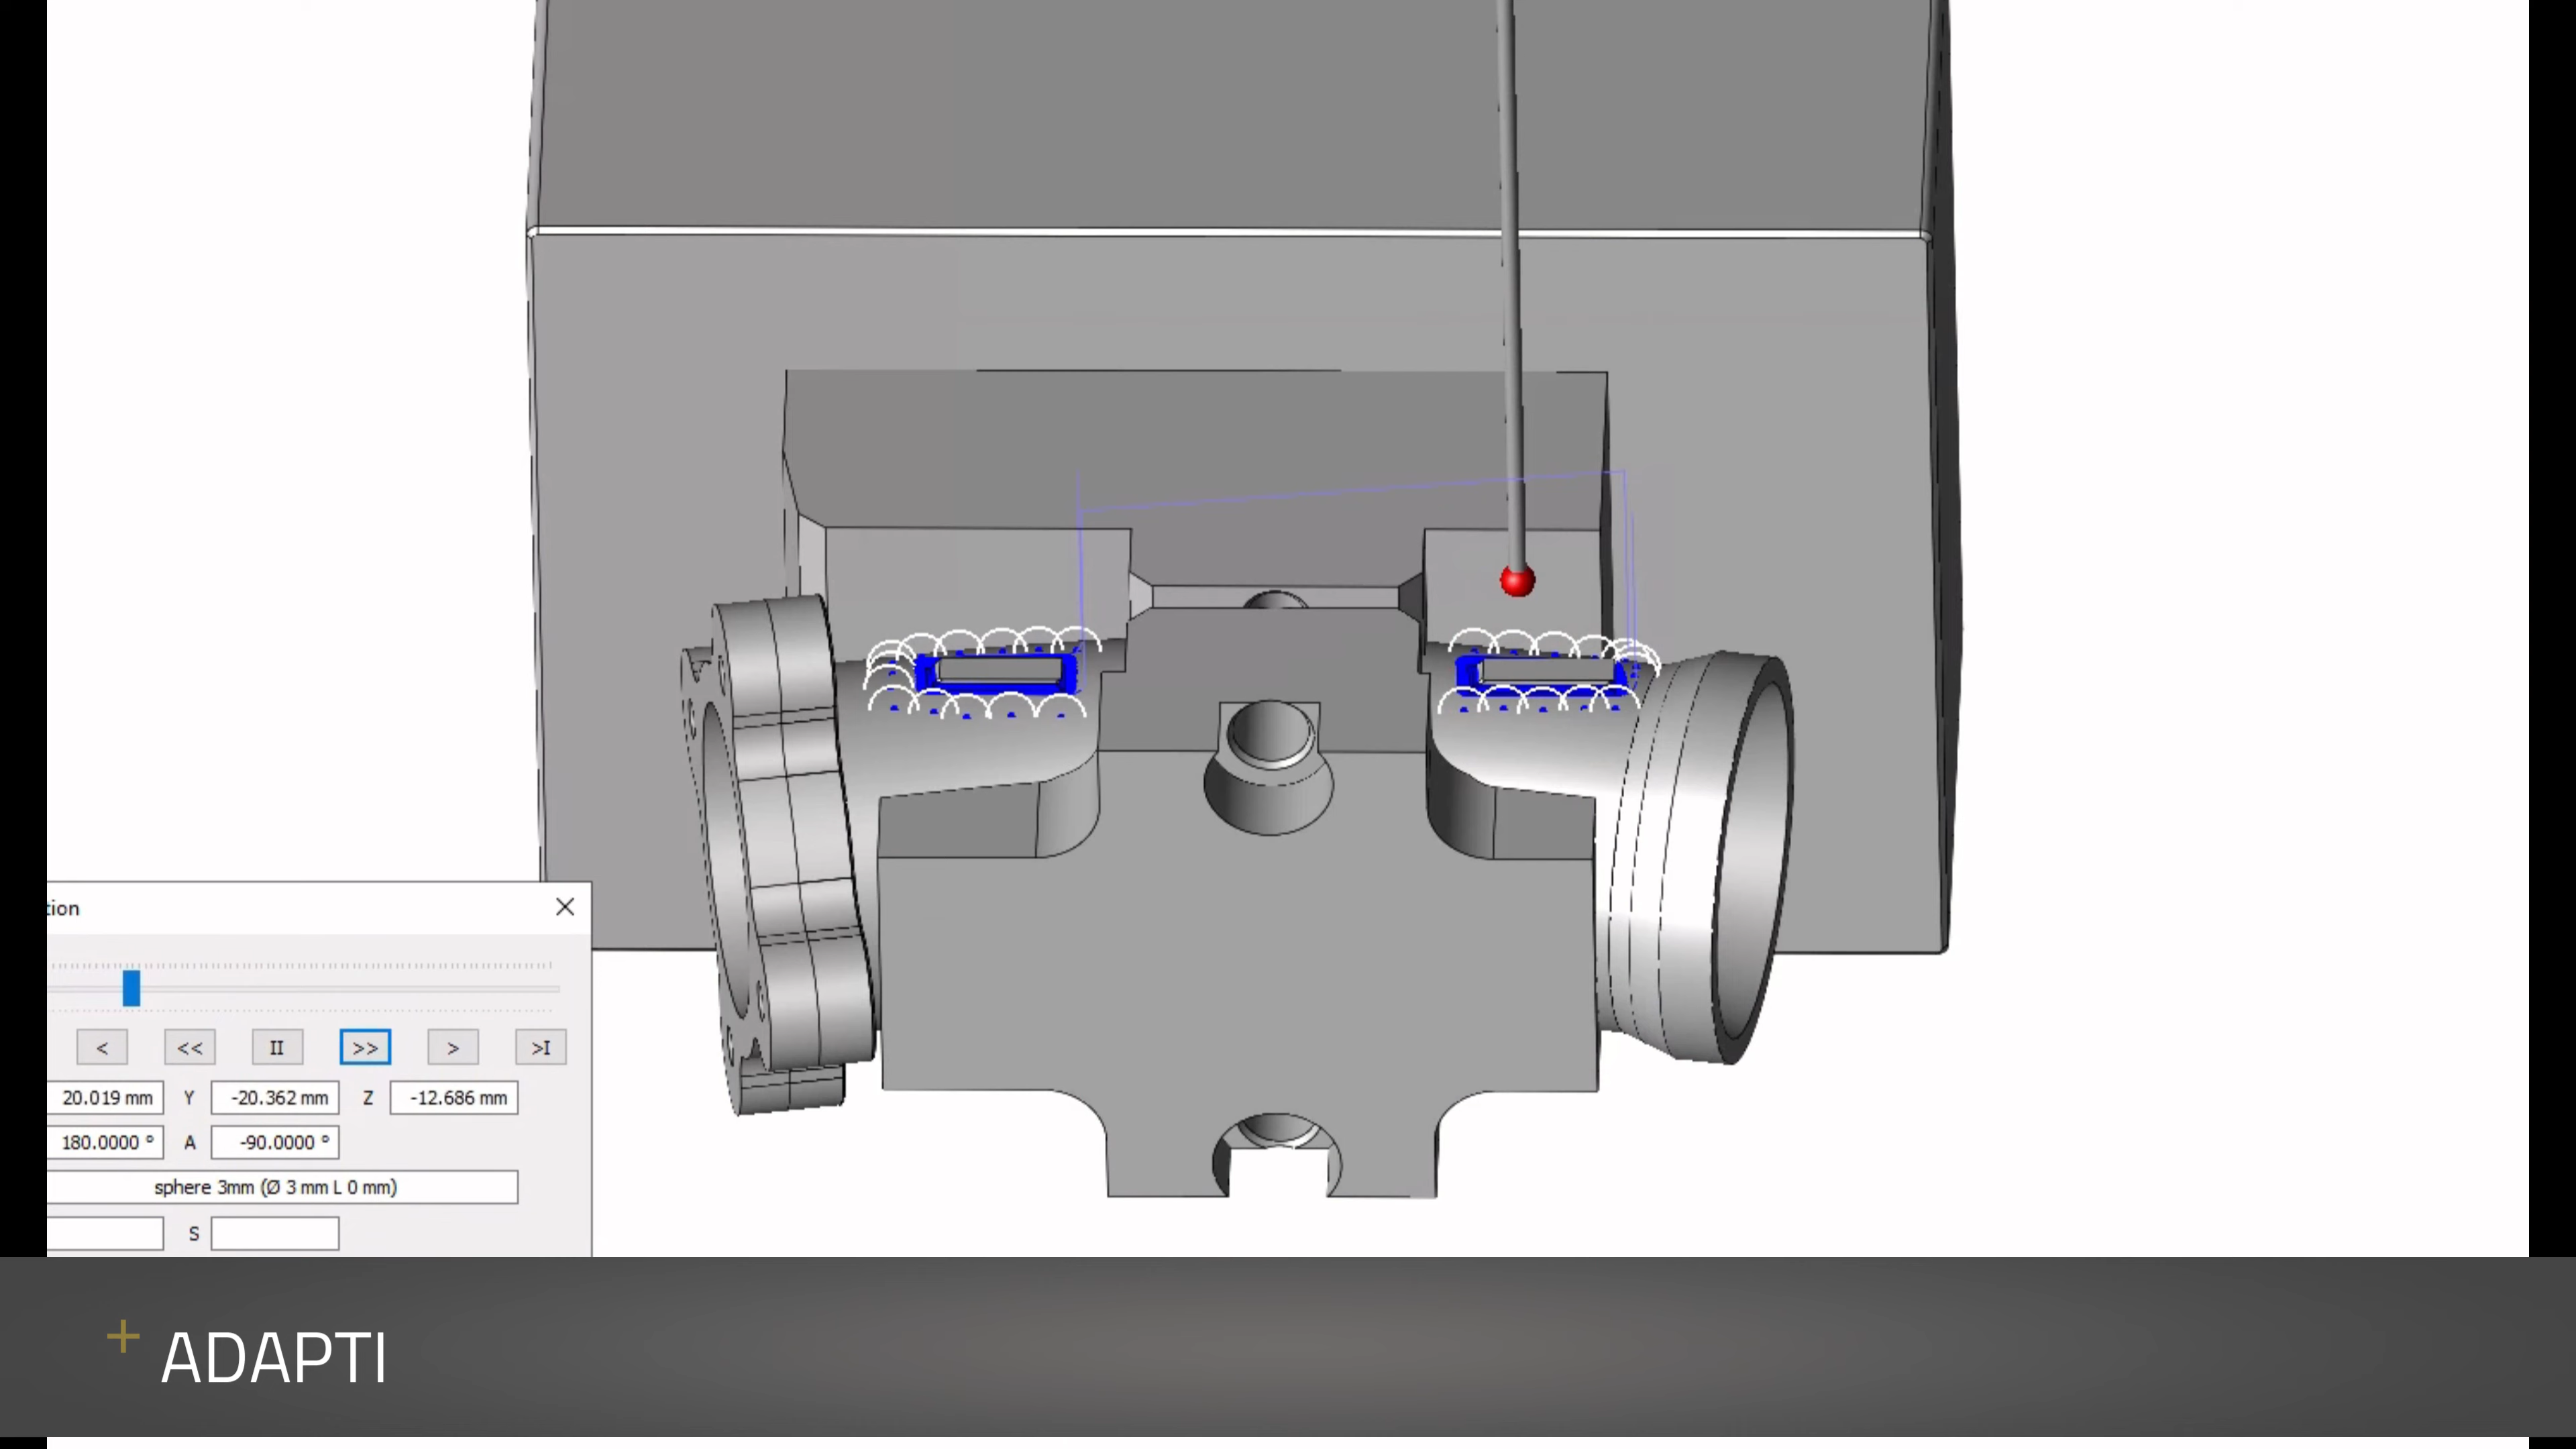 tion
< << II >> > >I
20.019 mm Y -20.362 mm Z -12.686 mm
180.0000 ° A -90.0000 °
sphere 3mm (Ø 3 mm L 0 mm)
S
+ ADAPTI